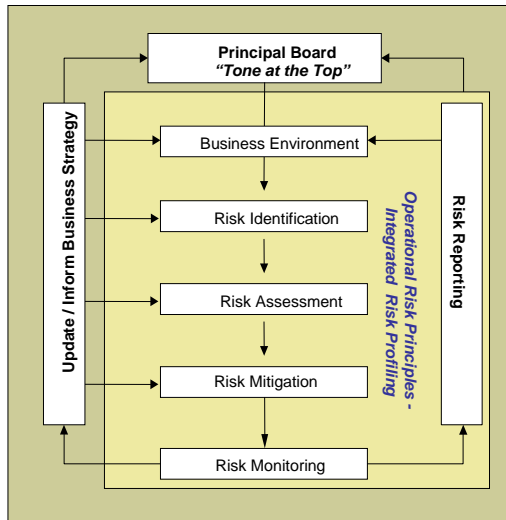 Principal Board
“Tone at the Top”
Update / Inform Business Strategy
Business Environment
Risk Identification
Risk Assessment
Risk Mitigation
Risk Monitoring
Operational Risk Principles -
Integrated Risk Profiling
Risk Reporting